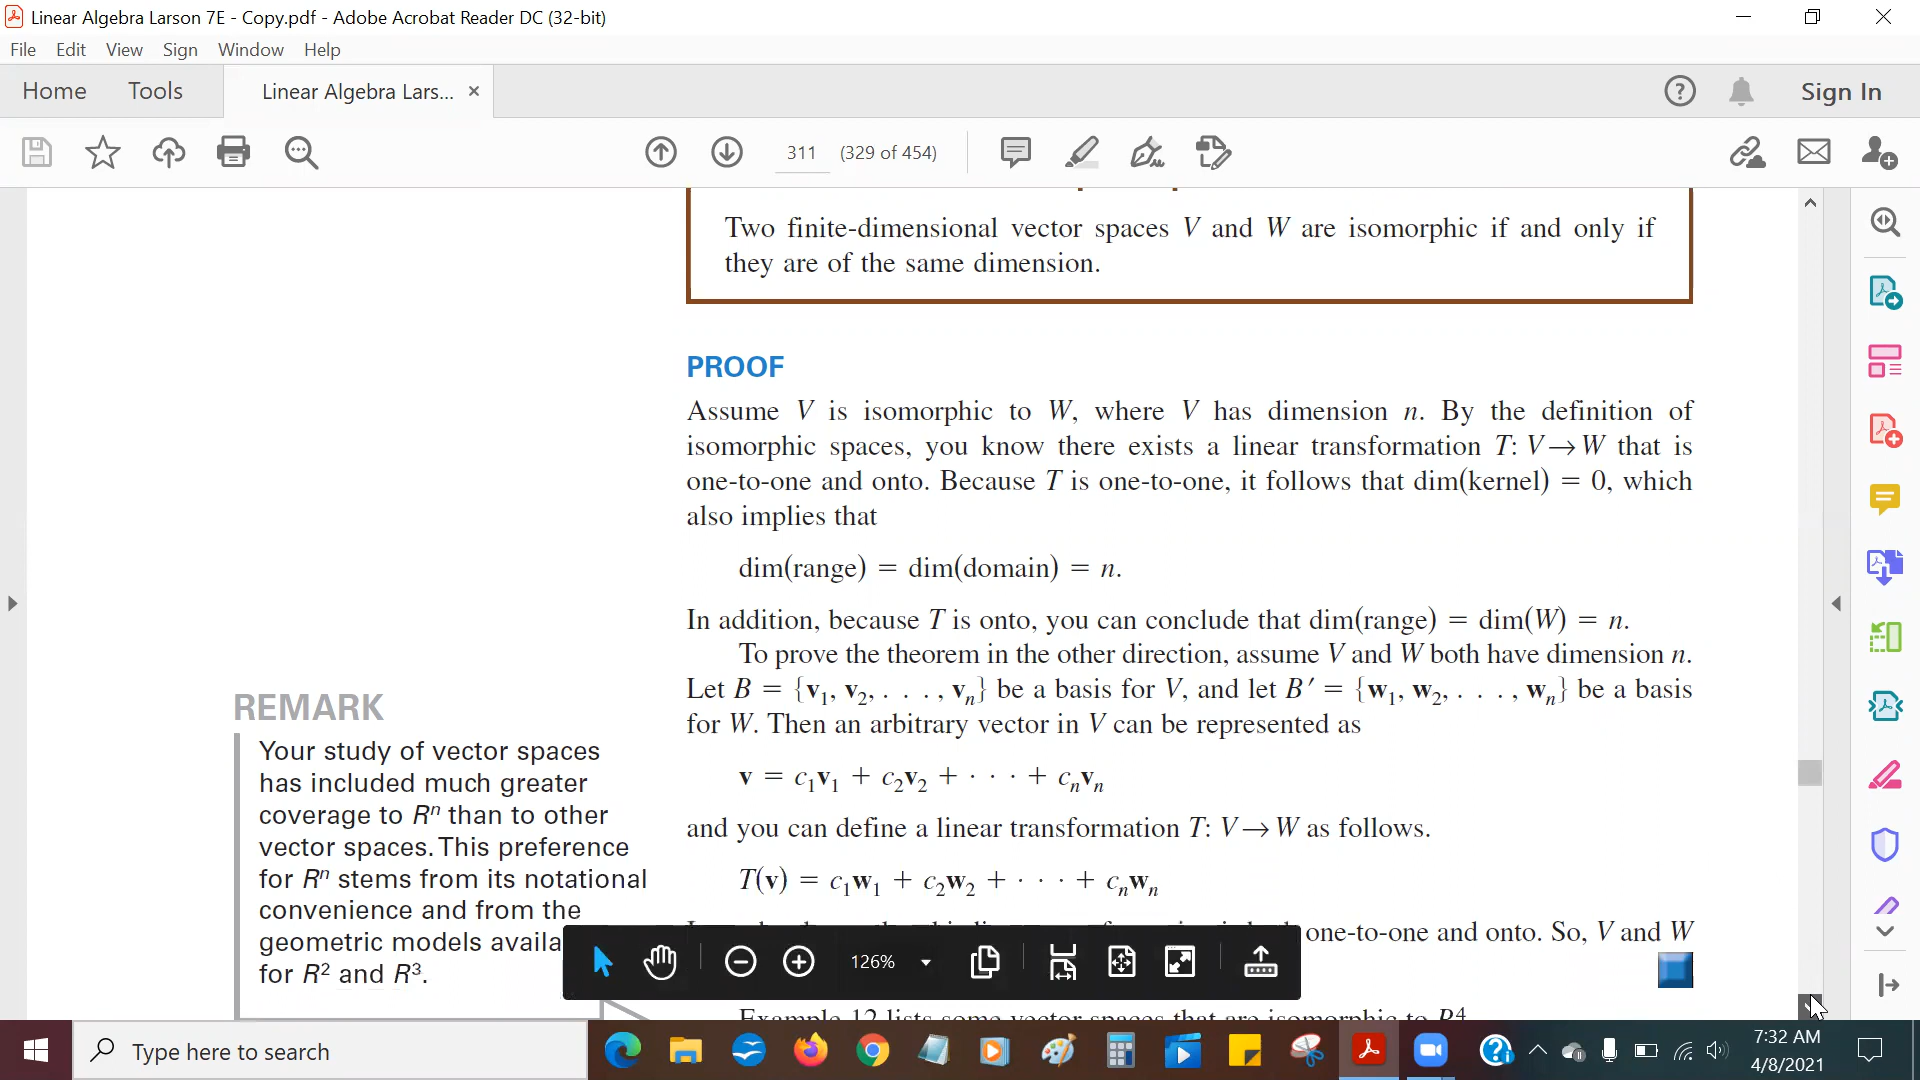 Linear Algebra Larson 7E - Copy.pdf - Adobe Acrobat Reader DC (32-bit)
File Edit View Sign Window Help
Home Tools Linear Algebra Lars... × Sign In
311 (329 of 454)
Two finite-dimensional vector spaces V and W are isomorphic if and only if
they are of the same dimension.
PROOF
Assume V is isomorphic to W, where V has dimension n. By the definition of
isomorphic spaces, you know there exists a linear transformation T: V→W that is
one-to-one and onto. Because T is one-to-one, it follows that dim(kernel) = 0, which
also implies that
dim(range) = dim(domain) = n.
In addition, because T is onto, you can conclude that dim(range) = dim(W) = n.
To prove the theorem in the other direction, assume V and W both have dimension n.
Let B = {v₁, v₂, . . . , vₙ} be a basis for V, and let B′ = {w₁, w₂, . . . , wₙ} be a basis
for W. Then an arbitrary vector in V can be represented as
v = c₁v₁ + c₂v₂ + · · · + cₙvₙ
and you can define a linear transformation T: V→W as follows.
T(v) = c₁w₁ + c₂w₂ + · · · + cₙwₙ
one-to-one and onto. So, V and W
REMARK
Your study of vector spaces
has included much greater
coverage to Rⁿ than to other
vector spaces. This preference
for Rⁿ stems from its notational
convenience and from the
geometric models availa
for R² and R³.
126%
Example 12 lists some vector spaces that are isomorphic to R⁴
Type here to search
7:32 AM
4/8/2021